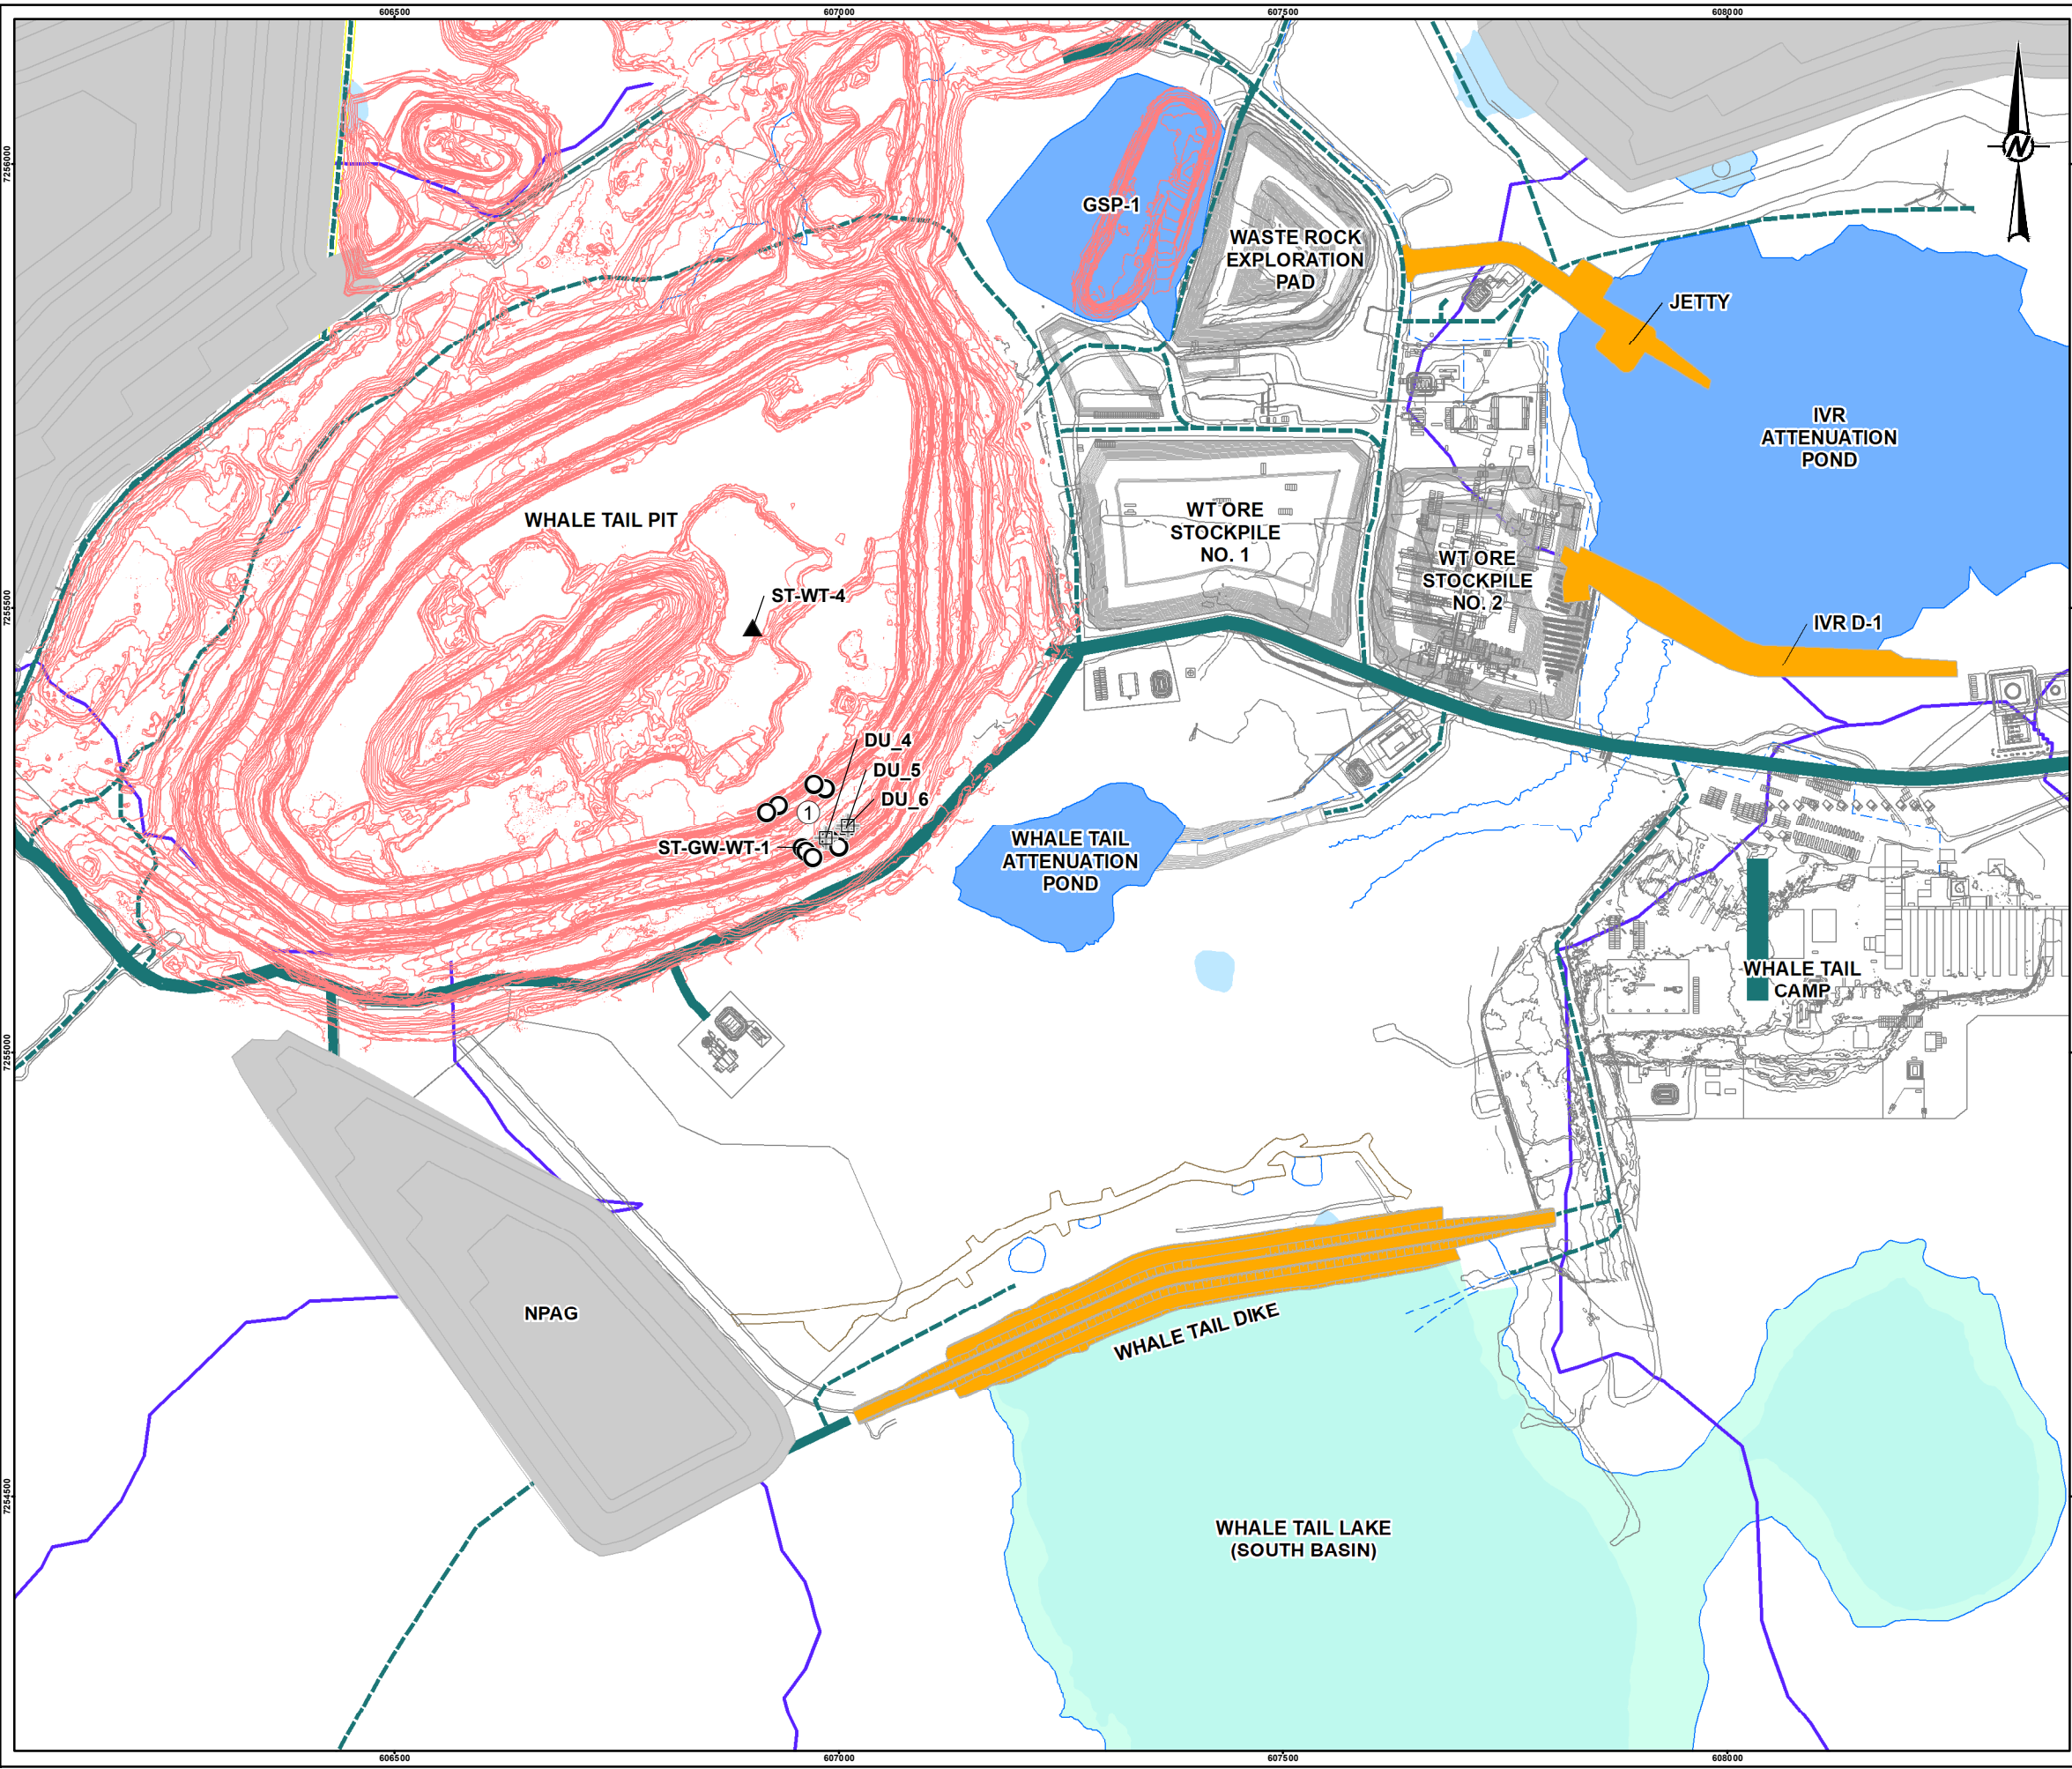 606500
607000
607500
608000
7256000
N
GSP-1
WASTE ROCK
EXPLORATION
PAD
JETTY
IVR
ATTENUATION
POND
WHALE TAIL PIT
WT ORE
STOCKPILE
NO. 1
WT ORE
STOCKPILE
NO. 2
7255500
ST-WT-4
IVR D-1
DU_4
DU_5
DU_6
1
ST-GW-WT-1
WHALE TAIL
ATTENUATION
POND
WHALE TAIL
CAMP
7255000
NPAG
WHALE TAIL DIKE
7254500
WHALE TAIL LAKE
(SOUTH BASIN)
606500
607000
607500
608000